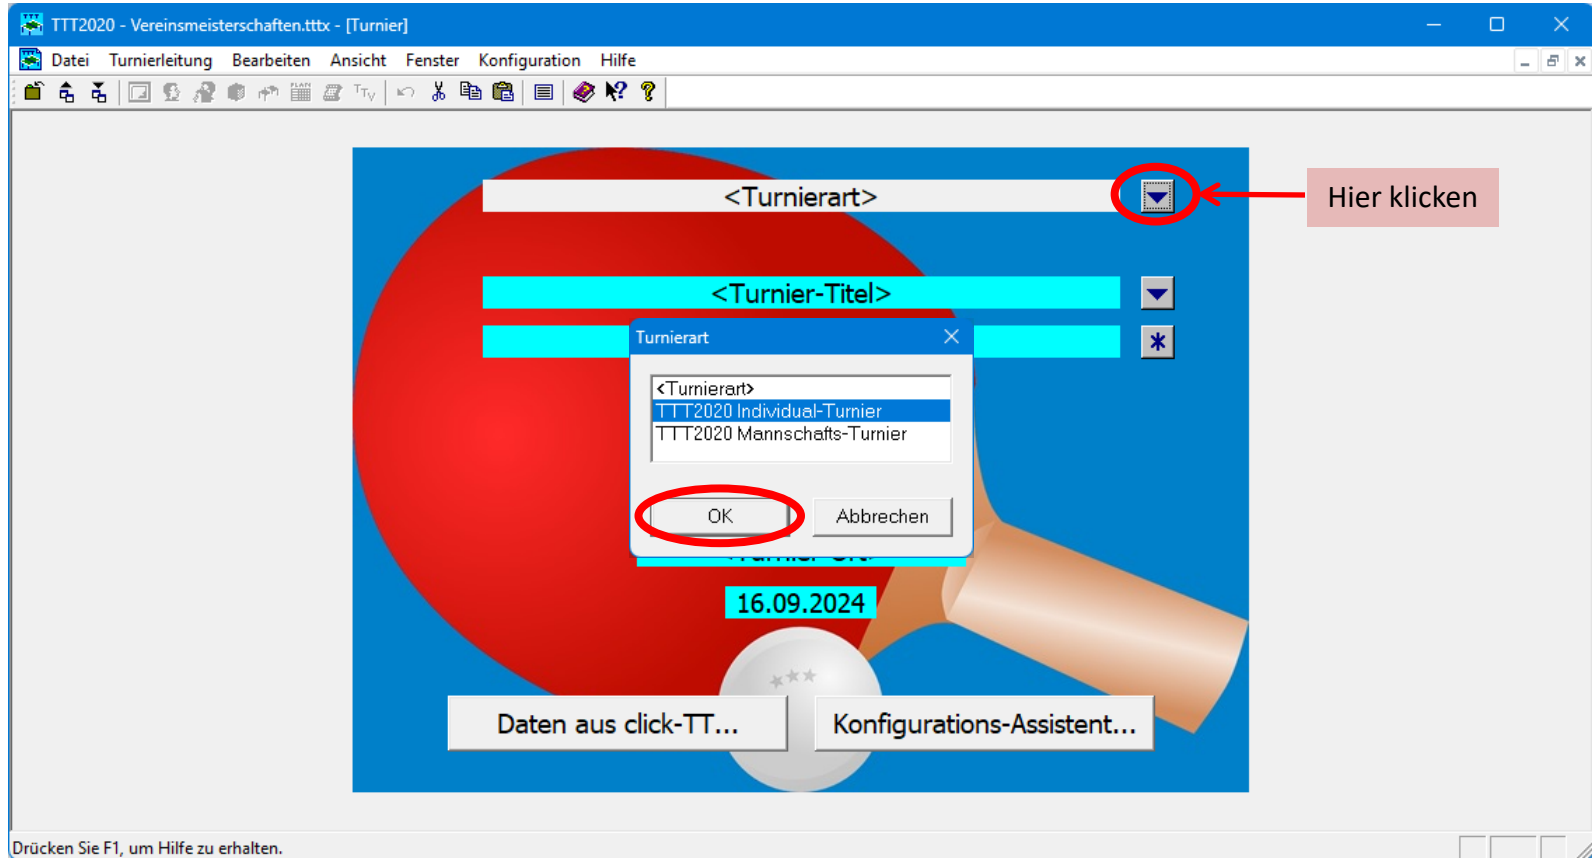 TTT2020 - Vereinsmeisterschaften.tttx - [Turnier]
Datei Turnierleitung Bearbeiten Ansicht Fenster Konfiguration Hilfe
PLAN
TTV
<Turnierart>
Hier klicken
<Turnier-Titel>
Turnierart
<Turnierart>
TTT2020 Individual-Turnier
TTT2020 Mannschafts-Turnier
OK Abbrechen
16.09.2024
Daten aus click-TT...
Konfigurations-Assistent...
Drücken Sie F1, um Hilfe zu erhalten.